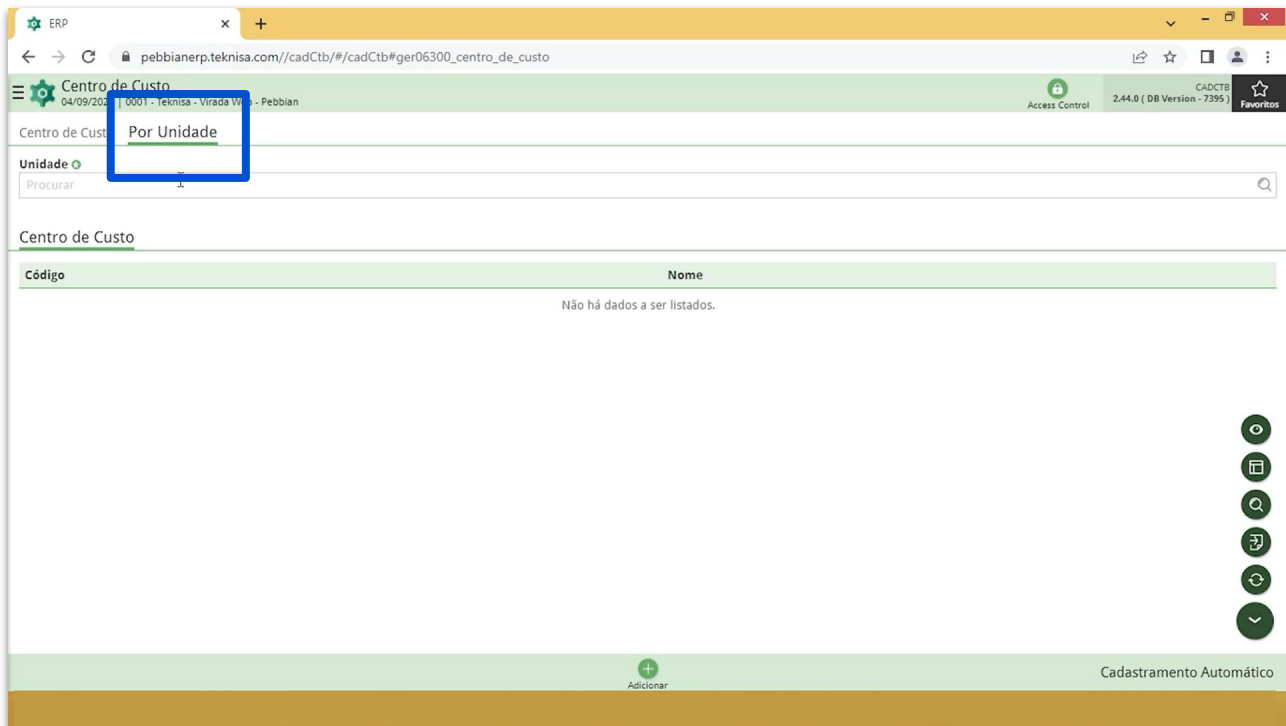 ERP
pebbianerp.teknisa.com//cadCtb/#/cadCtb#ger06300_centro_de_custo
Centro de Custo
04/09/202 | 0001 - Teknisa - Virada Web - Pebbian
Access Control
CADCTB
2.44.0 ( DB Version - 7395 )
Favoritos
Centro de Cust Por Unidade
Unidade
Procurar
Centro de Custo
Código Nome
Não há dados a ser listados.
Adicionar
Cadastramento Automático